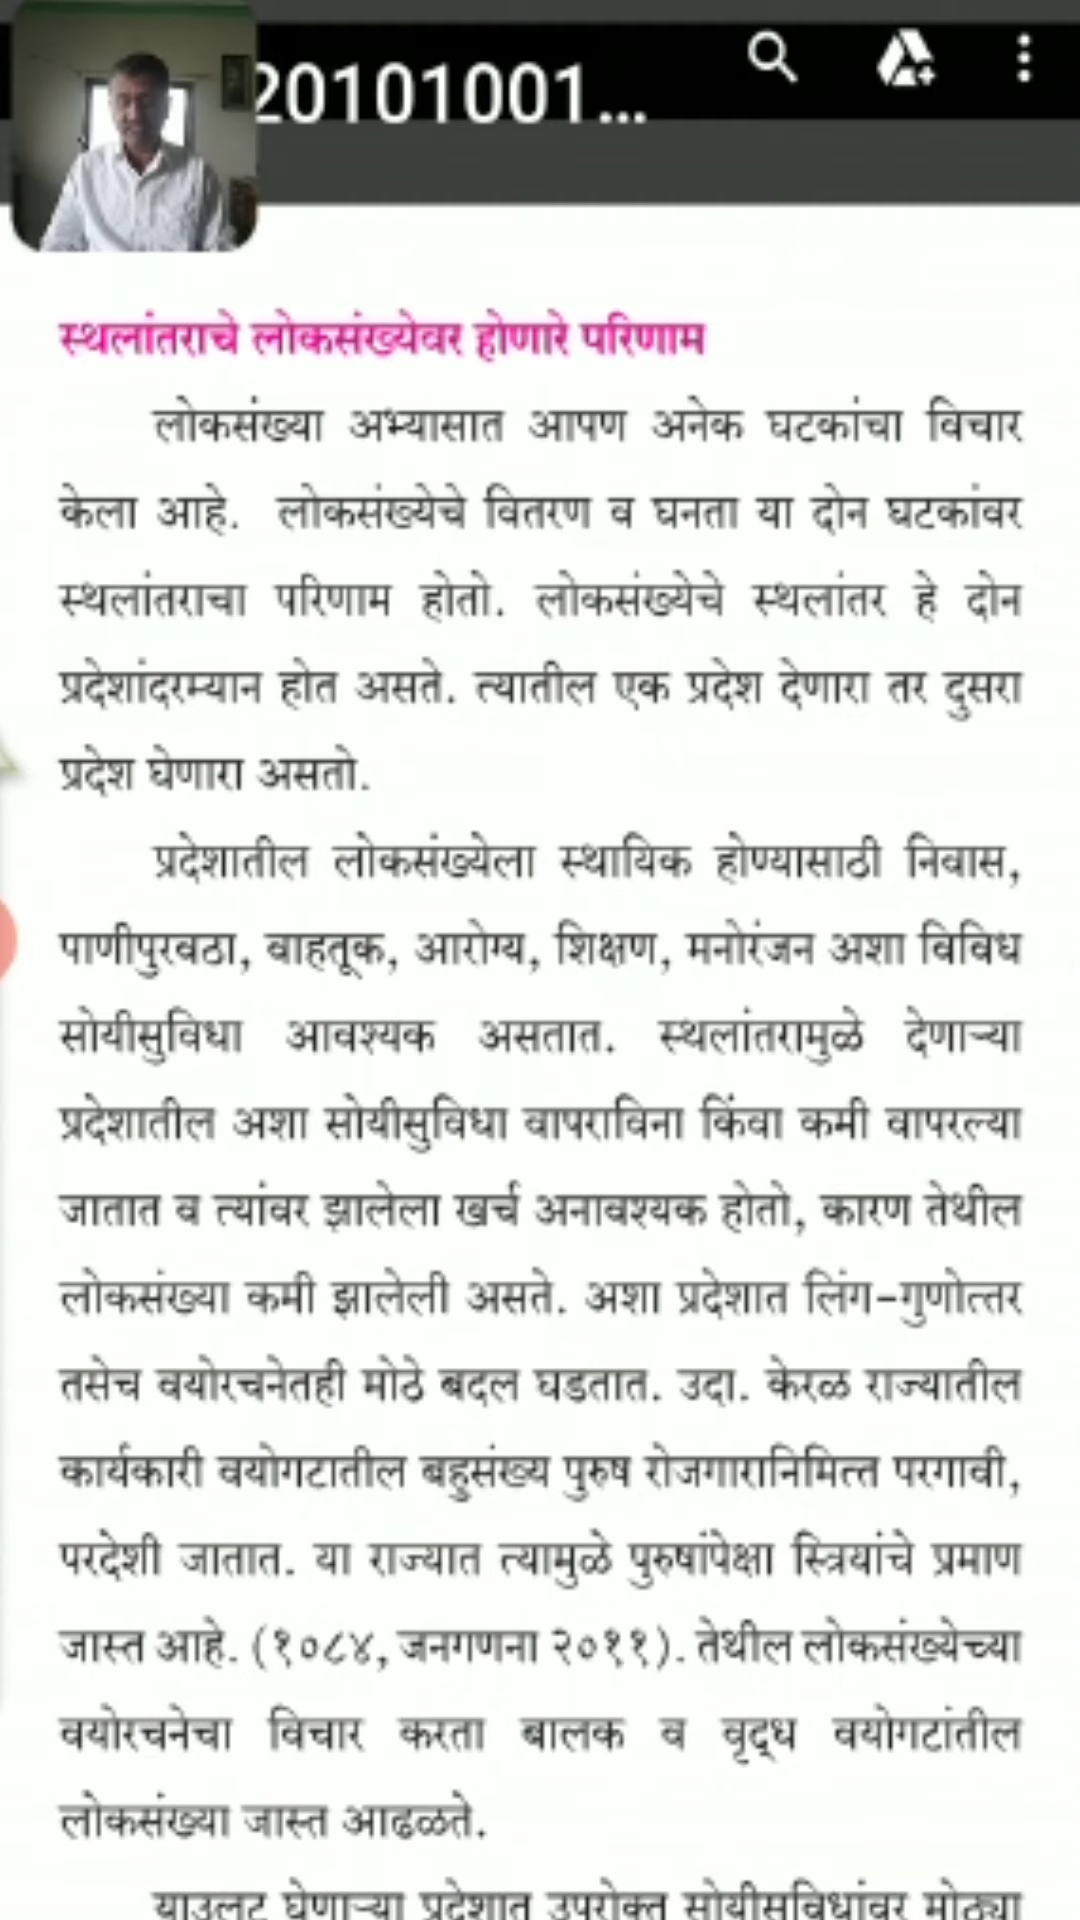 20101001...
स्थलांतराचे लोकसंख्येवर होणारे परिणाम
लोकसंख्या अभ्यासात आपण अनेक घटकांचा विचार
केला आहे. लोकसंख्येचे वितरण व घनता या दोन घटकांवर
स्थलांतराचा परिणाम होतो. लोकसंख्येचे स्थलांतर हे दोन
प्रदेशांदरम्यान होत असते. त्यातील एक प्रदेश देणारा तर दुसरा
प्रदेश घेणारा असतो.
प्रदेशातील लोकसंख्येला स्थायिक होण्यासाठी निवास,
पाणीपुरवठा, वाहतूक, आरोग्य, शिक्षण, मनोरंजन अशा विविध
सोयीसुविधा आवश्यक असतात. स्थलांतरामुळे देणाऱ्या
प्रदेशातील अशा सोयीसुविधा वापराविना किंवा कमी वापरल्या
जातात व त्यांवर झालेला खर्च अनावश्यक होतो, कारण तेथील
लोकसंख्या कमी झालेली असते. अशा प्रदेशात लिंग-गुणोत्तर
तसेच वयोरचनेतही मोठे बदल घडतात. उदा. केरळ राज्यातील
कार्यकारी वयोगटातील बहुसंख्य पुरुष रोजगारानिमित्त परगावी,
परदेशी जातात. या राज्यात त्यामुळे पुरुषांपेक्षा स्त्रियांचे प्रमाण
जास्त आहे. (१०८४, जनगणना २०११). तेथील लोकसंख्येच्या
वयोरचनेचा विचार करता बालक व वृद्ध वयोगटांतील
लोकसंख्या जास्त आढळते.
याउलट घेणाऱ्या प्रदेशात उपरोक्त सोयीसुविधांवर मोठ्या